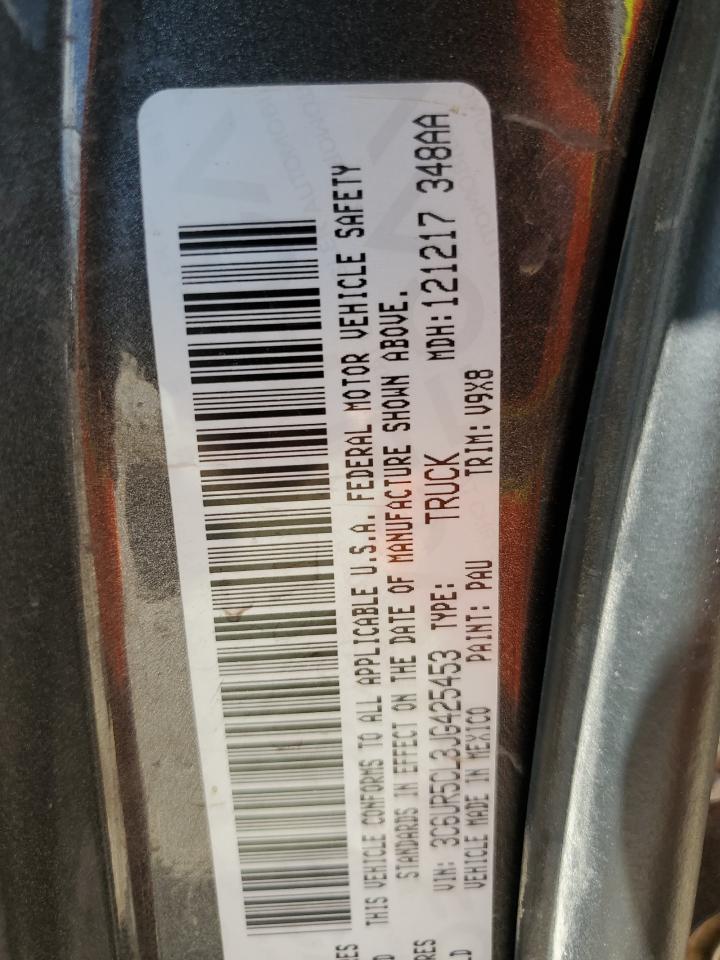 THIS VEHICLE CONFORMS TO ALL APPLICABLE U.S.A. FEDERAL MOTOR VEHICLE SAFETY
STANDARDS IN EFFECT ON THE DATE OF MANUFACTURE SHOWN ABOVE.
MDH: 121217 348AA
VIN: 3C6UR5CL3JG425453 TYPE: TRUCK
VEHICLE MADE IN MEXICO PAINT: PAU TRIM: V9X8